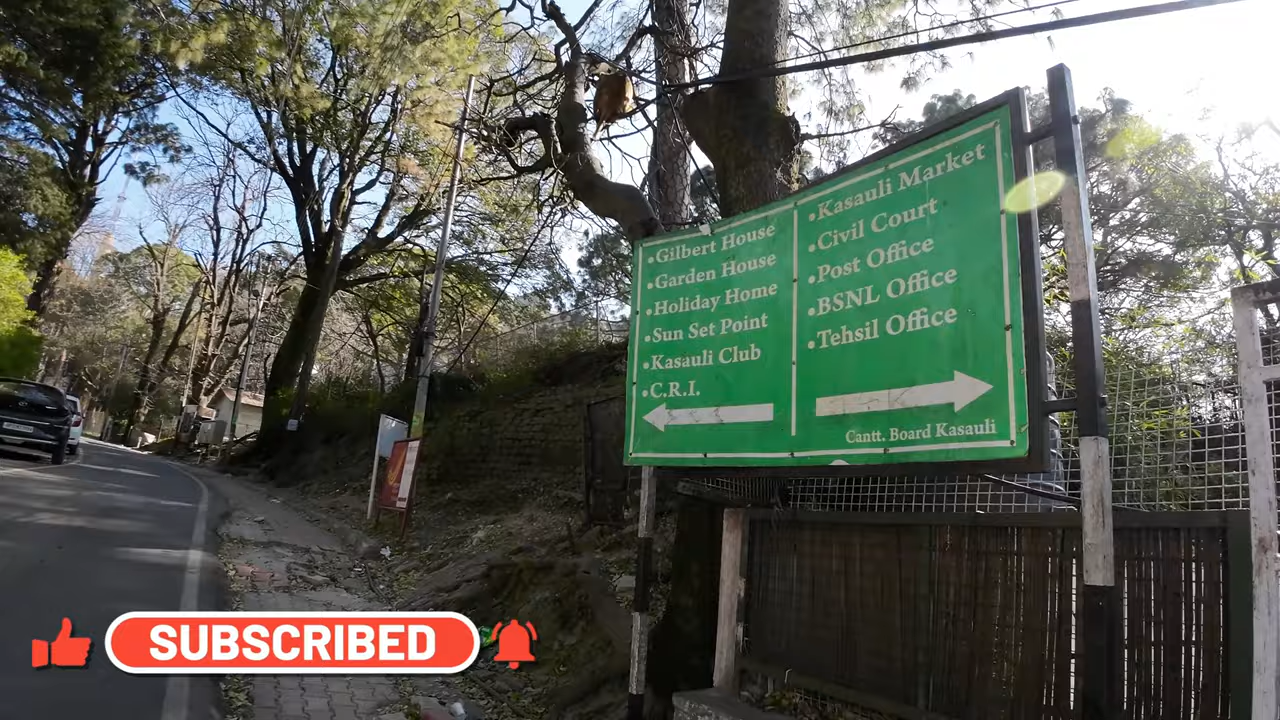 •Gilbert House
•Garden House
•Holiday Home
•Sun Set Point
•Kasauli Club
•C.R.I.
•Kasauli Market
•Civil Court
•Post Office
•BSNL Office
•Tehsil Office
Cantt. Board Kasauli
SUBSCRIBED